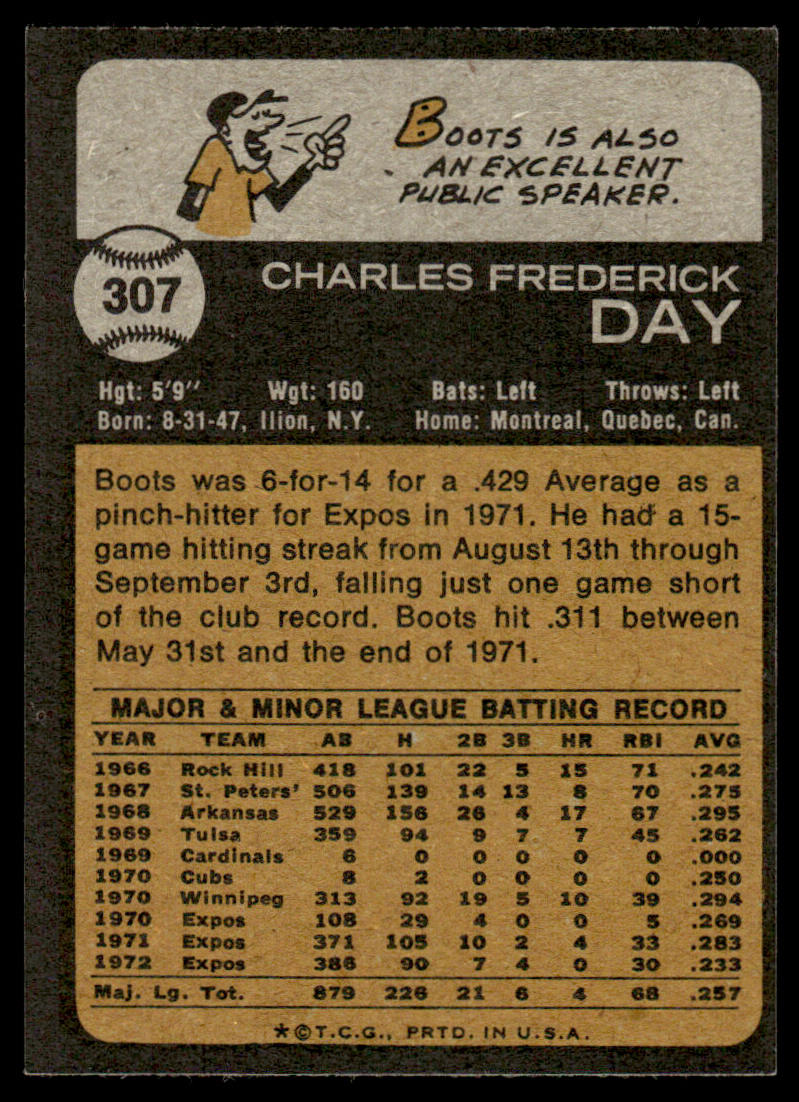 BOOTS IS ALSO
AN EXCELLENT
PUBLIC SPEAKER.
307
CHARLES FREDERICK
DAY
Hgt: 5'9" Wgt: 160 Bats: Left Throws: Left
Born: 8-31-47, Ilion, N.Y. Home: Montreal, Quebec, Can.
Boots was 6-for-14 for a .429 Average as a
pinch-hitter for Expos in 1971. He had a 15-
game hitting streak from August 13th through
September 3rd, falling just one game short
of the club record. Boots hit .311 between
May 31st and the end of 1971.
MAJOR & MINOR LEAGUE BATTING RECORD
YEAR TEAM AB H 2B 3B HR RBI AVG
1966 Rock Hill 418 101 22 5 15 71 .242
1967 St. Peters' 506 139 14 13 8 70 .275
1968 Arkansas 529 156 26 4 17 67 .295
1969 Tulsa 359 94 9 7 7 45 .262
1969 Cardinals 6 0 0 0 0 0 .000
1970 Cubs 8 2 0 0 0 0 .250
1970 Winnipeg 313 92 19 5 10 39 .294
1970 Expos 108 29 4 0 0 5 .269
1971 Expos 371 105 10 2 4 33 .283
1972 Expos 386 90 7 4 0 30 .233
Maj. Lg. Tot. 879 226 21 6 4 68 .257
*©T.C.G., PRTD. IN U.S.A.